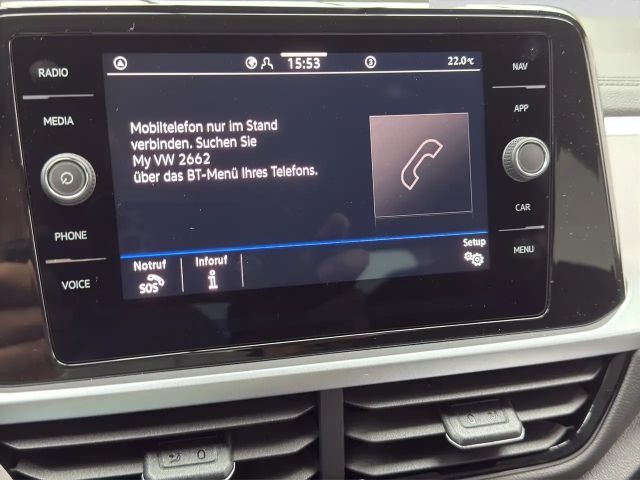 RADIO
MEDIA
PHONE
VOICE
15:53
3
22.0°C
Mobiltelefon nur im Stand
verbinden. Suchen Sie
My VW 2662
über das BT-Menü Ihres Telefons.
Setup
Notruf
SOS
Inforuf
i
NAV
APP
CAR
MENU